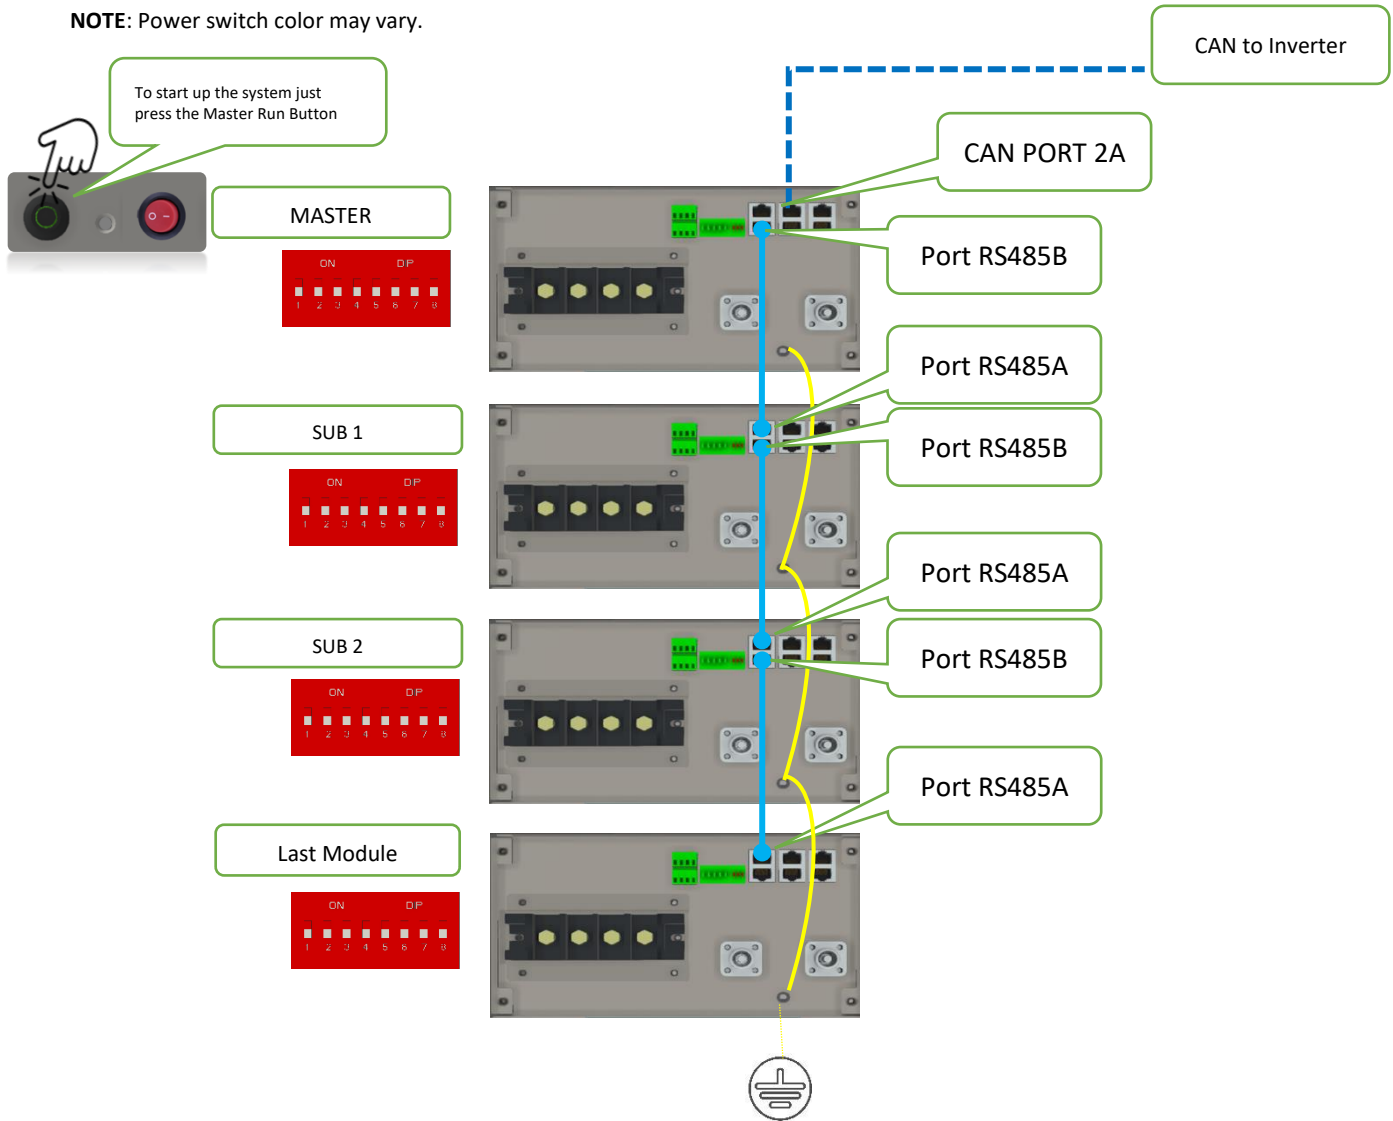 NOTE: Power switch color may vary.
CAN to Inverter
To start up the system just
press the Master Run Button
CAN PORT 2A
MASTER
Port RS485B
ON DIP
1 2 3 4 5 6 7 8
Port RS485A
SUB 1
Port RS485B
ON DIP
1 2 3 4 5 6 7 8
Port RS485A
SUB 2
Port RS485B
ON DIP
1 2 3 4 5 6 7 8
Port RS485A
Last Module
ON DIP
1 2 3 4 5 6 7 8